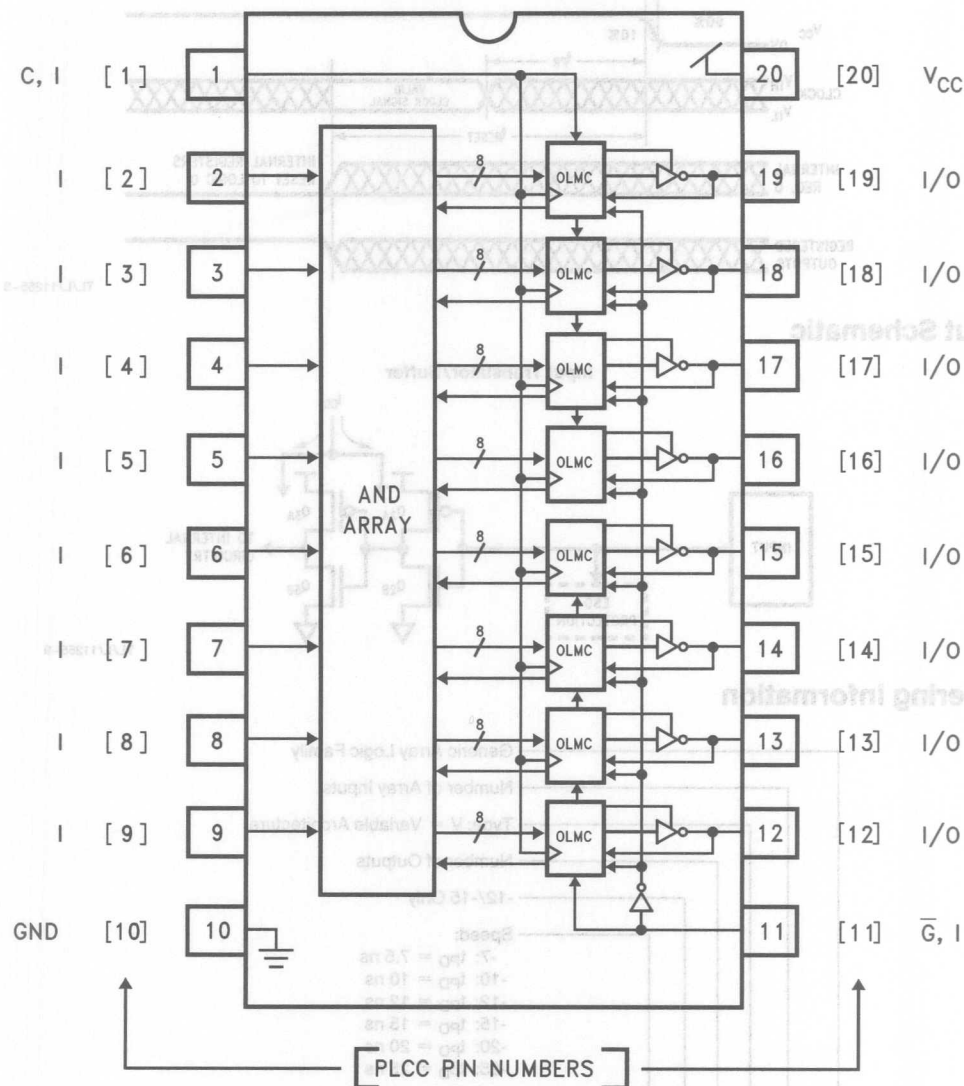 C, I [1] 1 20 [20] VCC
I [2] 2 8 OLMC 19 [19] I/O
I [3] 3 8 OLMC 18 [18] I/O
I [4] 4 8 OLMC 17 [17] I/O
I [5] 5 8 OLMC 16 [16] I/O
AND
ARRAY
I [6] 6 8 OLMC 15 [15] I/O
I [7] 7 8 OLMC 14 [14] I/O
I [8] 8 8 OLMC 13 [13] I/O
I [9] 9 8 OLMC 12 [12] I/O
GND [10] 10 11 [11] G̅, I
PLCC PIN NUMBERS